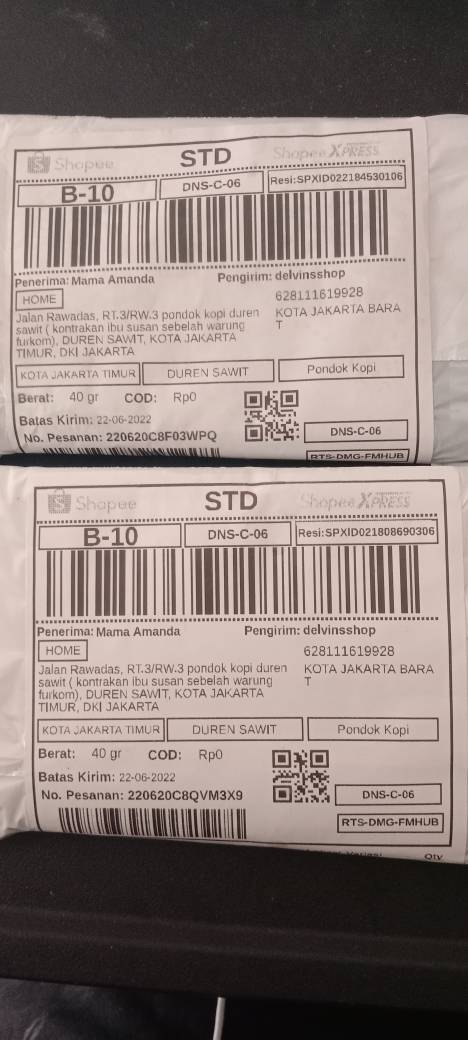 Shopee STD Shopee XPRESS
B-10 DNS-C-06 Resi:SPXID022184530106
Penerima: Mama Amanda Pengirim: delvinsshop
HOME 628111619928
Jalan Rawadas, RT.3/RW.3 pondok kopi duren KOTA JAKARTA BARA
sawit ( kontrakan ibu susan sebelah warung T
furkom), DUREN SAWIT, KOTA JAKARTA
TIMUR, DKI JAKARTA
KOTA JAKARTA TIMUR DUREN SAWIT Pondok Kopi
Berat: 40 gr COD: Rp0
Batas Kirim: 22-06-2022
No. Pesanan: 220620C8F03WPQ DNS-C-06
RTS-DMG-FMHUB
Shopee STD Shopee XPRESS
B-10 DNS-C-06 Resi:SPXID021808690306
Penerima: Mama Amanda Pengirim: delvinsshop
HOME 628111619928
Jalan Rawadas, RT.3/RW.3 pondok kopi duren KOTA JAKARTA BARA
sawit ( kontrakan ibu susan sebelah warung T
furkom), DUREN SAWIT, KOTA JAKARTA
TIMUR, DKI JAKARTA
KOTA JAKARTA TIMUR DUREN SAWIT Pondok Kopi
Berat: 40 gr COD: Rp0
Batas Kirim: 22-06-2022
No. Pesanan: 220620C8QVM3X9 DNS-C-06
RTS-DMG-FMHUB
Variasi Qty